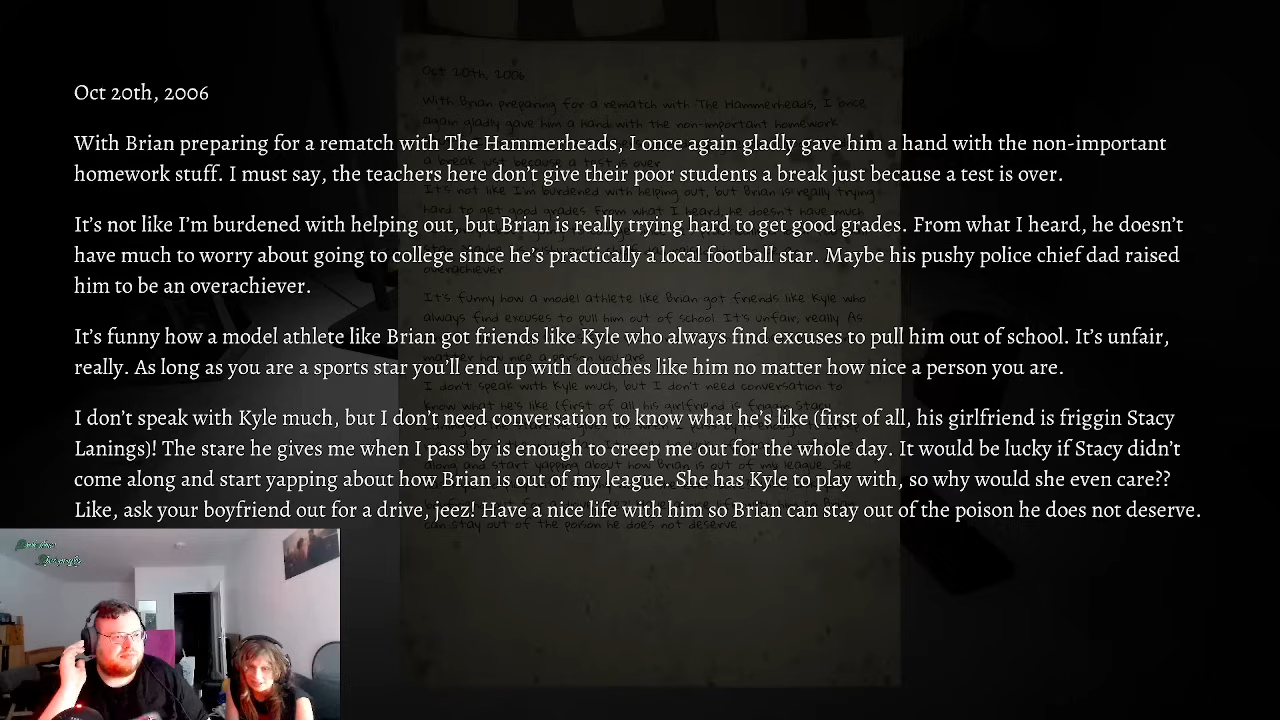 Oct 20th, 2006
With Brian preparing for a rematch with The Hammerheads, I once again gladly gave him a hand with the non-important
homework stuff. I must say, the teachers here don’t give their poor students a break just because a test is over.
It’s not like I’m burdened with helping out, but Brian is really trying hard to get good grades. From what I heard, he doesn’t
have much to worry about going to college since he’s practically a local football star. Maybe his pushy police chief dad raised
him to be an overachiever.
It’s funny how a model athlete like Brian got friends like Kyle who always find excuses to pull him out of school. It’s unfair,
really. As long as you are a sports star you’ll end up with douches like him no matter how nice a person you are.
I don’t speak with Kyle much, but I don’t need conversation to know what he’s like (first of all, his girlfriend is friggin Stacy
Lanings)! The stare he gives me when I pass by is enough to creep me out for the whole day. It would be lucky if Stacy didn’t
come along and start yapping about how Brian is out of my league. She has Kyle to play with, so why would she even care??
Like, ask your boyfriend out for a drive, jeez! Have a nice life with him so Brian can stay out of the poison he does not deserve.